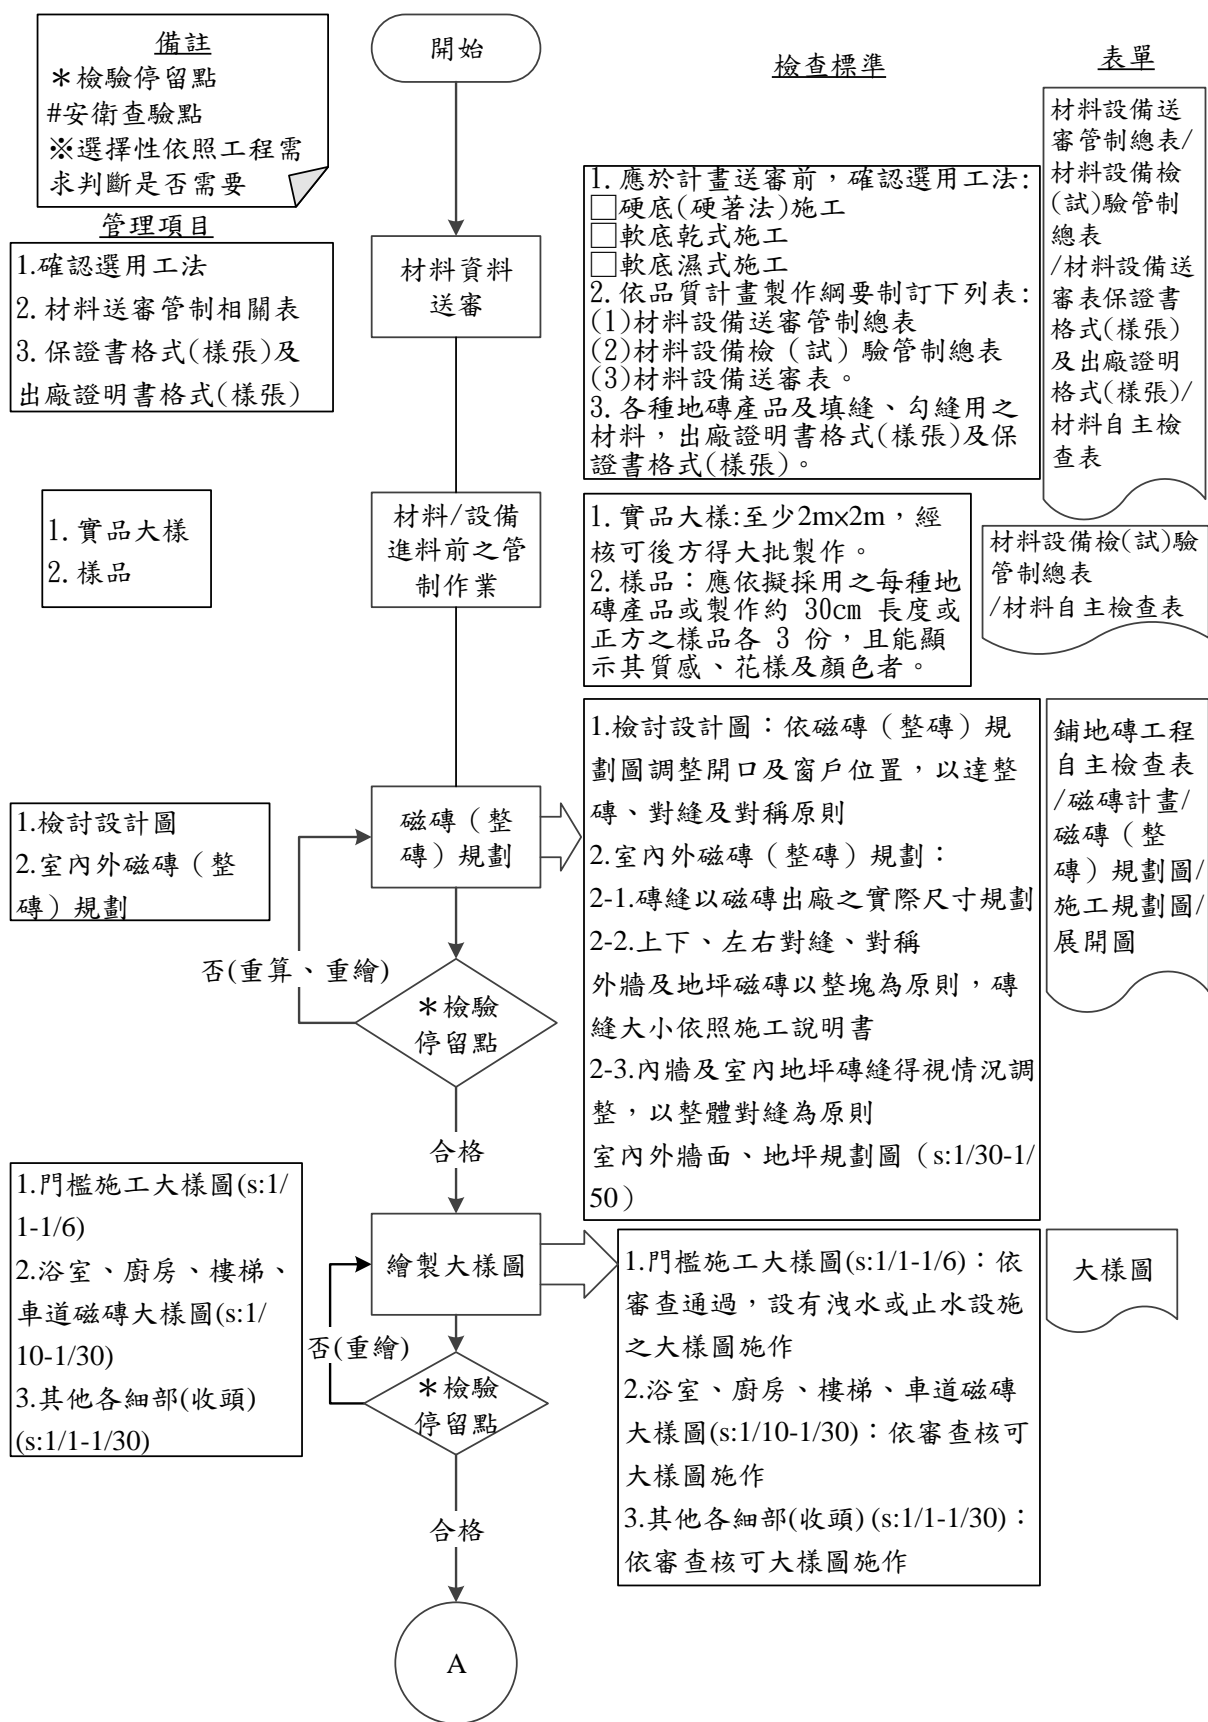 備註
＊檢驗停留點
#安衛查驗點
※選擇性依照工程需
求判斷是否需要
開始
檢查標準
表單
管理項目
1.確認選用工法
2.材料送審管制相關表
3.保證書格式(樣張)及
出廠證明書格式(樣張)
材料資料
送審
1. 應於計畫送審前，確認選用工法:
□硬底(硬著法)施工
□軟底乾式施工
□軟底濕式施工
2. 依品質計畫製作綱要制訂下列表:
(1)材料設備送審管制總表
(2)材料設備檢（試）驗管制總表
(3)材料設備送審表。
3. 各種地磚產品及填縫、勾縫用之
材料，出廠證明書格式(樣張)及保
證書格式(樣張)。
材料設備送
審管制總表/
材料設備檢
(試)驗管制
總表
/材料設備送
審表保證書
格式(樣張)
及出廠證明
格式(樣張)/
材料自主檢
查表
1. 實品大樣
2. 樣品
材料/設備
進料前之管
制作業
1. 實品大樣:至少2m×2m，經
核可後方得大批製作。
2. 樣品：應依擬採用之每種地
磚產品或製作約 30cm 長度或
正方之樣品各 3 份，且能顯
示其質感、花樣及顏色者。
材料設備檢(試)驗
管制總表
/材料自主檢查表
1.檢討設計圖
2.室內外磁磚（整
磚）規劃
磁磚（整
磚）規劃
1.檢討設計圖：依磁磚（整磚）規
劃圖調整開口及窗戶位置，以達整
磚、對縫及對稱原則
2.室內外磁磚（整磚）規劃：
2-1.磚縫以磁磚出廠之實際尺寸規劃
2-2.上下、左右對縫、對稱
外牆及地坪磁磚以整塊為原則，磚
縫大小依照施工說明書
2-3.內牆及室內地坪磚縫得視情況調
整，以整體對縫為原則
室內外牆面、地坪規劃圖（s:1/30-1/
50）
鋪地磚工程
自主檢查表
/磁磚計畫/
磁磚（整
磚）規劃圖/
施工規劃圖/
展開圖
否(重算、重繪)
＊檢驗
停留點
合格
1.門檻施工大樣圖(s:1/
1-1/6)
2.浴室、廚房、樓梯、
車道磁磚大樣圖(s:1/
10-1/30)
3.其他各細部(收頭)
(s:1/1-1/30)
繪製大樣圖
1.門檻施工大樣圖(s:1/1-1/6)：依
審查通過，設有洩水或止水設施
之大樣圖施作
2.浴室、廚房、樓梯、車道磁磚
大樣圖(s:1/10-1/30)：依審查核可
大樣圖施作
3.其他各細部(收頭) (s:1/1-1/30)：
依審查核可大樣圖施作
大樣圖
否(重繪)
＊檢驗
停留點
合格
A